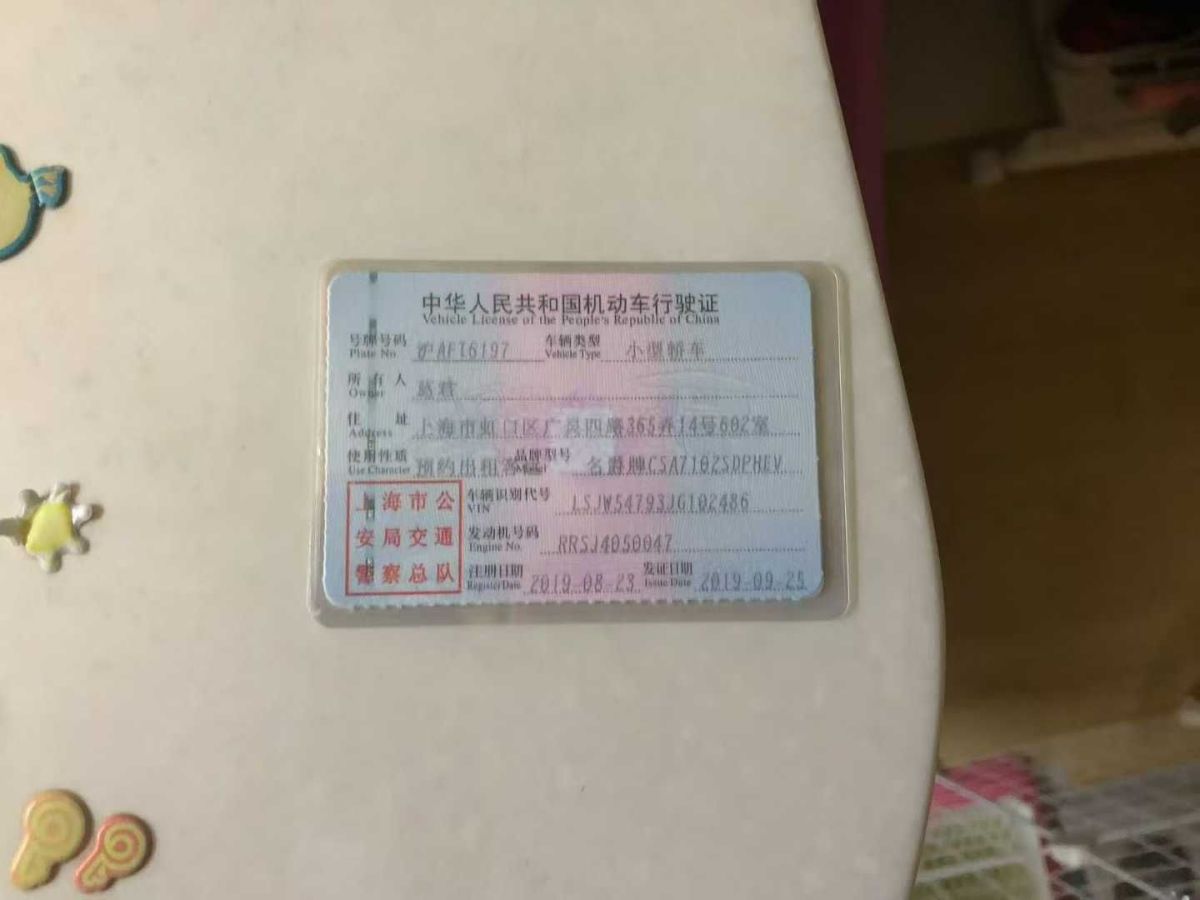 中华人民共和国机动车行驶证
Vehicle License of the People's Republic of China
号牌号码 Plate No. 沪AF16197 车辆类型 Vehicle Type 小型轿车
所有人 Owner
住址 Address 上海市虹口区广灵四路365弄14号602室
使用性质 Use Character 预约出租客 品牌型号 Model 名爵牌CSA7102SDPHEV
上海市公
安局交通
警察总队
车辆识别代号 VIN LSJW54793JG102486
发动机号码 Engine No. RRSJ4050047
注册日期 Register Date 2019-08-23 发证日期 Issue Date 2019-09-25